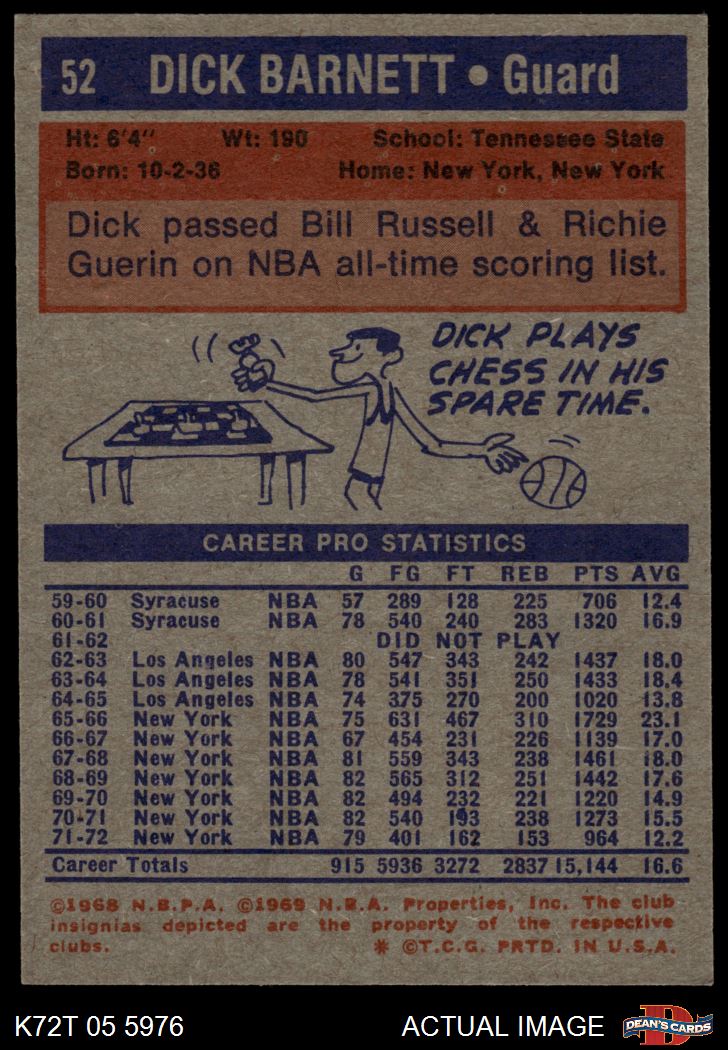 52 DICK BARNETT • Guard
Ht: 6'4" Wt: 190 School: Tennessee State
Born: 10-2-36 Home: New York, New York
Dick passed Bill Russell & Richie
Guerin on NBA all-time scoring list.
DICK PLAYS
CHESS IN HIS
SPARE TIME.
CAREER PRO STATISTICS
G FG FT REB PTS AVG
59-60 Syracuse NBA 57 289 128 225 706 12.4
60-61 Syracuse NBA 78 540 240 283 1320 16.9
61-62 DID NOT PLAY
62-63 Los Angeles NBA 80 547 343 242 1437 18.0
63-64 Los Angeles NBA 78 541 351 250 1433 18.4
64-65 Los Angeles NBA 74 375 270 200 1020 13.8
65-66 New York NBA 75 631 467 310 1729 23.1
66-67 New York NBA 67 454 231 226 1139 17.0
67-68 New York NBA 81 559 343 238 1461 18.0
68-69 New York NBA 82 565 312 251 1442 17.6
69-70 New York NBA 82 494 232 221 1220 14.9
70-71 New York NBA 82 540 193 238 1273 15.5
71-72 New York NBA 79 401 162 153 964 12.2
Career Totals 915 5936 3272 2837 15,144 16.6
©1968 N.B.P.A. ©1969 N.B.A. Properties, Inc. The club
insignias depicted are the property of the respective
clubs. * ©T.C.G. PRTD. IN U.S.A.
K72T 05 5976 ACTUAL IMAGE
D
DEAN'S CARDS